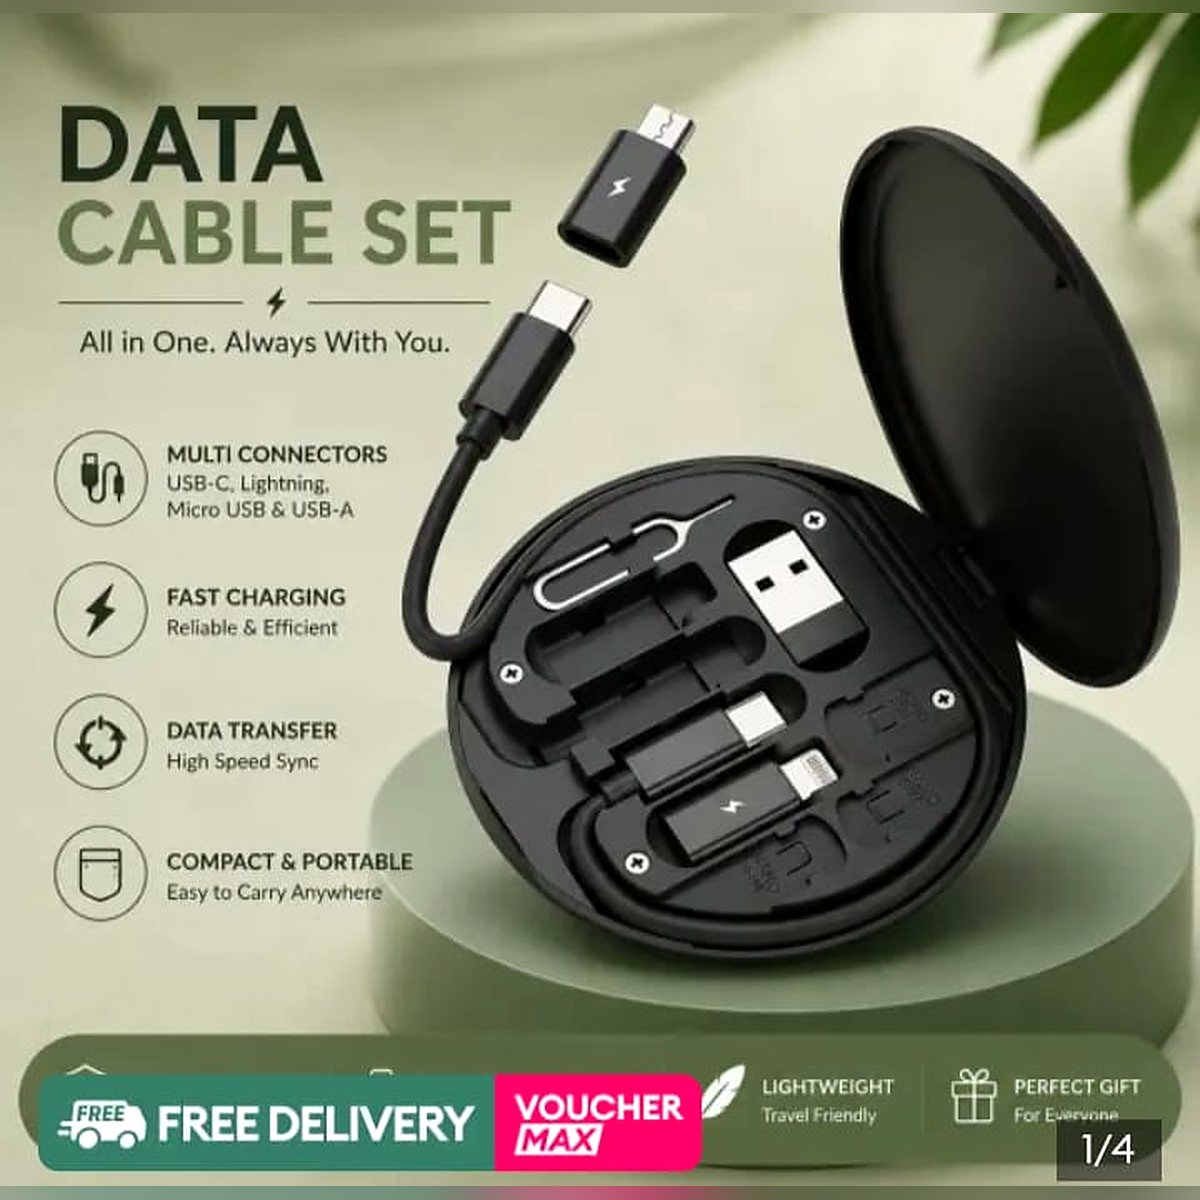 DATA
CABLE SET
All in One. Always With You.
MULTI CONNECTORS
USB-C, Lightning,
Micro USB & USB-A
FAST CHARGING
Reliable & Efficient
DATA TRANSFER
High Speed Sync
COMPACT & PORTABLE
Easy to Carry Anywhere
LIGHTWEIGHT
Travel Friendly
PERFECT GIFT
For Everyone
FREE
FREE DELIVERY
VOUCHER
MAX
1/4